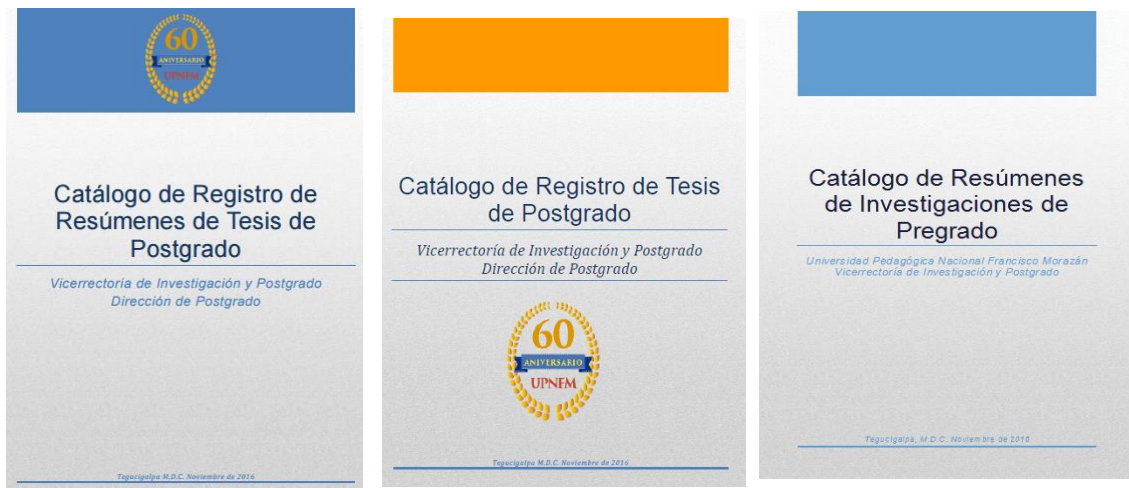 60
ANIVERSARIO
UPNFM
Catálogo de Registro de
Resúmenes de Tesis de
Postgrado
Vicerrectoría de Investigación y Postgrado
Dirección de Postgrado
Tegucigalpa M.D.C. Noviembre de 2016
Catálogo de Registro de Tesis
de Postgrado
Vicerrectoría de Investigación y Postgrado
Dirección de Postgrado
60
ANIVERSARIO
UPNFM
Tegucigalpa M.D.C. Noviembre de 2016
Catálogo de Resúmenes
de Investigaciones de
Pregrado
Universidad Pedagógica Nacional Francisco Morazán
Vicerrectoría de Investigación y Postgrado
Tegucigalpa, M.D.C. Noviembre de 2016